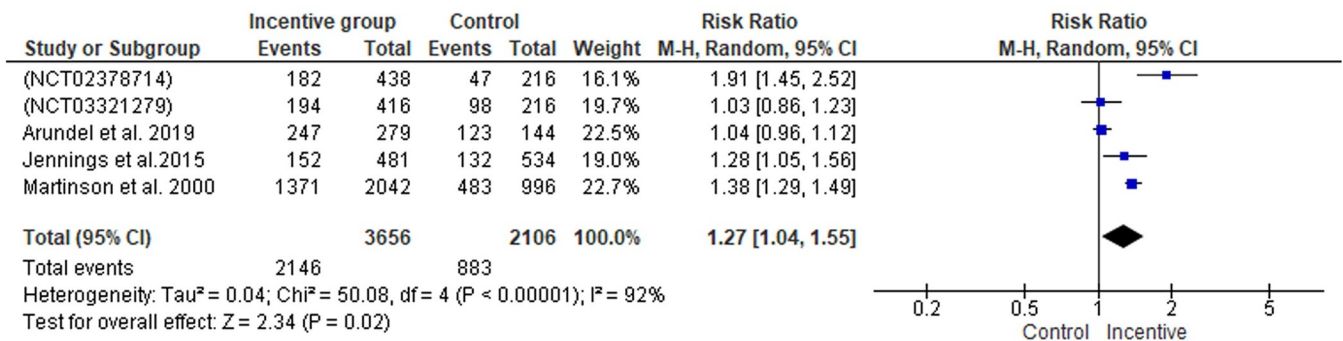 Incentive group Control Risk Ratio Risk Ratio
Study or Subgroup Events Total Events Total Weight M-H, Random, 95% CI M-H, Random, 95% CI
(NCT02378714) 182 438 47 216 16.1% 1.91 [1.45, 2.52]
(NCT03321279) 194 416 98 216 19.7% 1.03 [0.86, 1.23]
Arundel et al. 2019 247 279 123 144 22.5% 1.04 [0.96, 1.12]
Jennings et al.2015 152 481 132 534 19.0% 1.28 [1.05, 1.56]
Martinson et al. 2000 1371 2042 483 996 22.7% 1.38 [1.29, 1.49]
Total (95% CI) 3656 2106 100.0% 1.27 [1.04, 1.55]
Total events 2146 883
Heterogeneity: Tau² = 0.04; Chi² = 50.08, df = 4 (P < 0.00001); I² = 92%
Test for overall effect: Z = 2.34 (P = 0.02)
0.2 0.5 1 2 5
Control Incentive